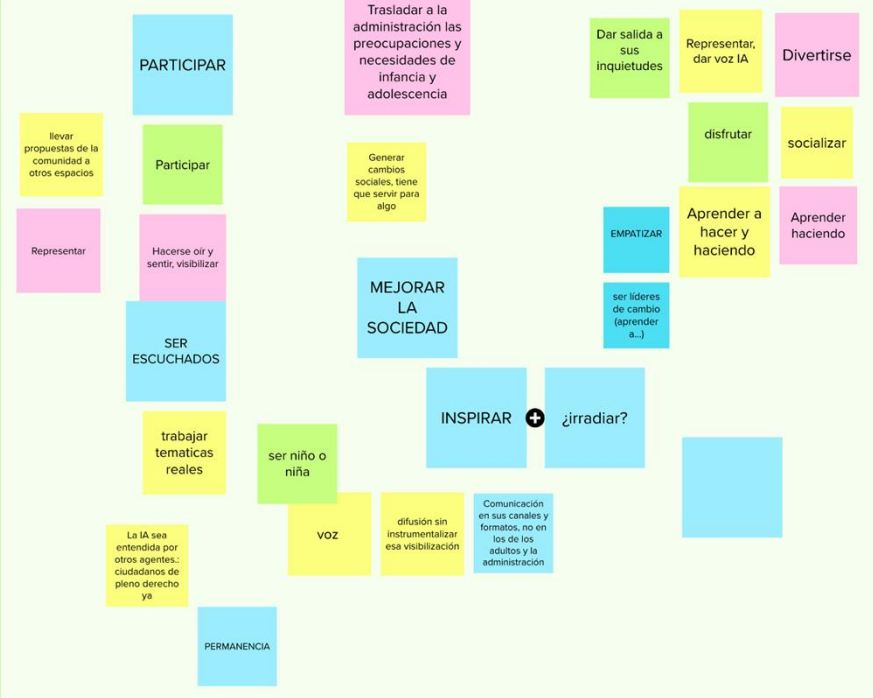 PARTICIPAR
Trasladar a la
administración las
preocupaciones y
necesidades de
infancia y
adolescencia
Dar salida a
sus
inquietudes
Representar,
dar voz IA
Divertirse
llevar
propuestas de la
comunidad a
otros espacios
Participar
Generar
cambios
sociales, tiene
que servir para
algo
disfrutar
socializar
Representar
Hacerse oír y
sentir, visibilizar
EMPATIZAR
Aprender a
hacer y
haciendo
Aprender
haciendo
MEJORAR
LA
SOCIEDAD
ser líderes
de cambio
(aprender
a...)
SER
ESCUCHADOS
INSPIRAR
¿irradiar?
trabajar
tematicas
reales
ser niño o
niña
voz
difusión sin
instrumentalizar
esa visibilización
Comunicación
en sus canales y
formatos, no en
los de los
adultos y la
administración
La IA sea
entendida por
otros agentes.:
ciudadanos de
pleno derecho
ya
PERMANENCIA